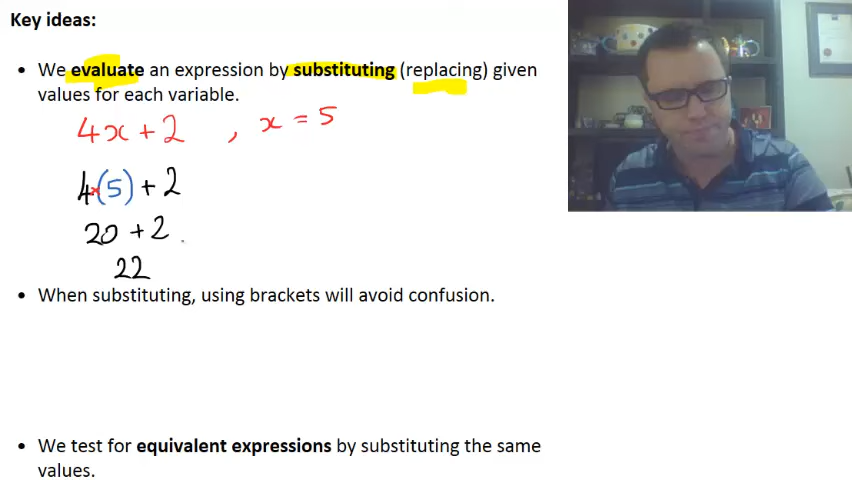 Key ideas:
• We evaluate an expression by substituting (replacing) given
values for each variable.
4x + 2 , x = 5
4×(5) + 2
20 + 2
22
• When substituting, using brackets will avoid confusion.
• We test for equivalent expressions by substituting the same
values.